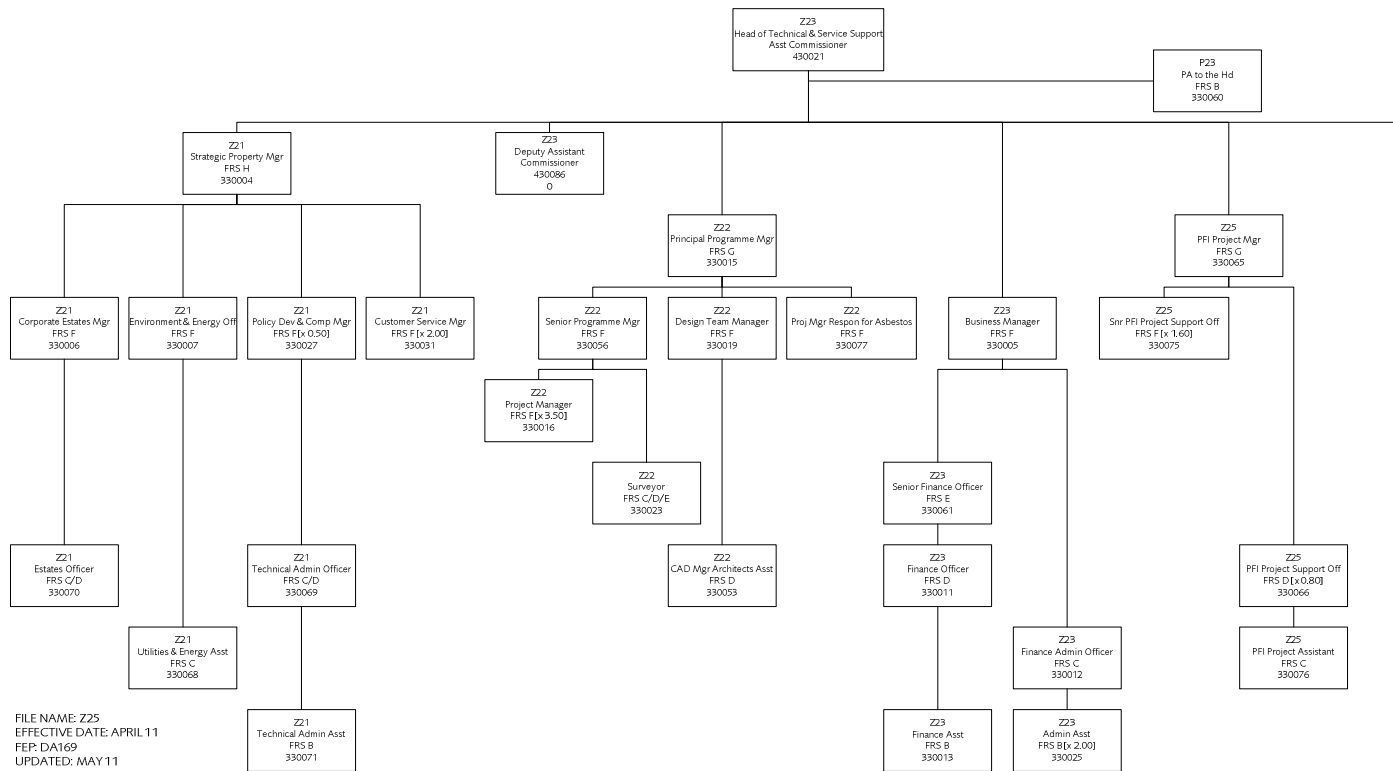 Z23
Head of Technical & Service Support
Asst Commissioner
430021
P23
PA to the Hd
FRS B
330060
Z21
Strategic Property Mgr
FRS H
330004
Z23
Deputy Assistant
Commissioner
430086
0
Z22
Principal Programme Mgr
FRS G
330015
Z25
PFI Project Mgr
FRS G
330065
Z21
Corporate Estates Mgr
FRS F
330006
Z21
Environment & Energy Off
FRS F
330007
Z21
Policy Dev & Comp Mgr
FRS F[x 0.50]
330027
Z21
Customer Service Mgr
FRS F [x 2.00]
330031
Z22
Senior Programme Mgr
FRS F
330056
Z22
Design Team Manager
FRS F
330019
Z22
Proj Mgr Respon for Asbestos
FRS F
330077
Z23
Business Manager
FRS F
330005
Z25
Snr PFI Project Support Off
FRS F [x 1.60]
330075
Z22
Project Manager
FRS F[x 3.50]
330016
Z22
Surveyor
FRS C/D/E
330023
Z23
Senior Finance Officer
FRS E
330061
Z21
Estates Officer
FRS C/D
330070
Z21
Technical Admin Officer
FRS C/D
330069
Z22
CAD Mgr Architects Asst
FRS D
330053
Z23
Finance Officer
FRS D
330011
Z25
PFI Project Support Off
FRS D [x 0.80]
330066
Z21
Utilities & Energy Asst
FRS C
330068
Z23
Finance Admin Officer
FRS C
330012
Z25
PFI Project Assistant
FRS C
330076
Z21
Technical Admin Asst
FRS B
330071
Z23
Finance Asst
FRS B
330013
Z23
Admin Asst
FRS B[x 2.00]
330025
FILE NAME: Z25
EFFECTIVE DATE: APRIL 11
FEP: DA169
UPDATED: MAY 11